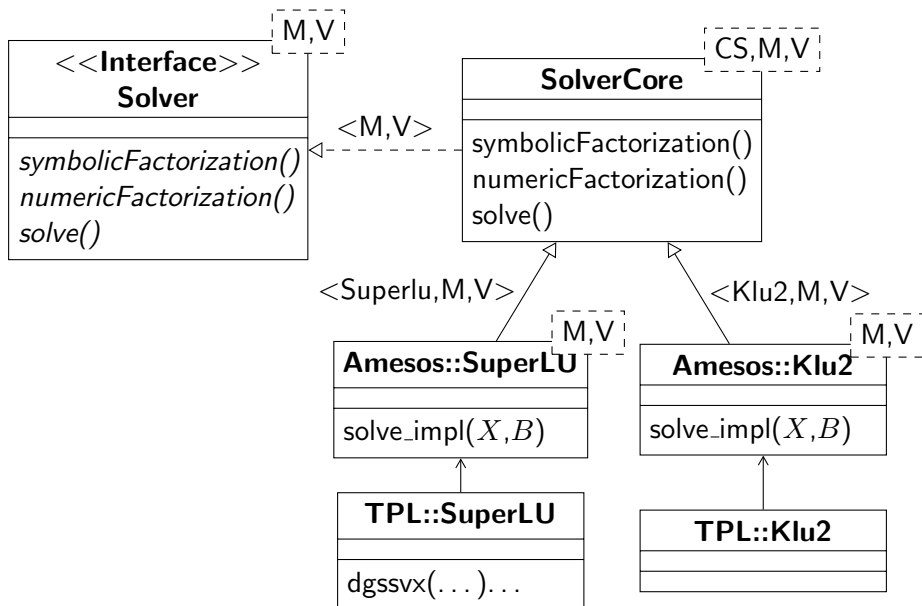 M,V
<<Interface>>
Solver
symbolicFactorization()
numericFactorization()
solve()
<M,V>
CS,M,V
SolverCore
symbolicFactorization()
numericFactorization()
solve()
<Superlu,M,V>
<Klu2,M,V>
M,V
Amesos::SuperLU
solve_impl(X,B)
M,V
Amesos::Klu2
solve_impl(X,B)
TPL::SuperLU
dgssvx(...)...
TPL::Klu2